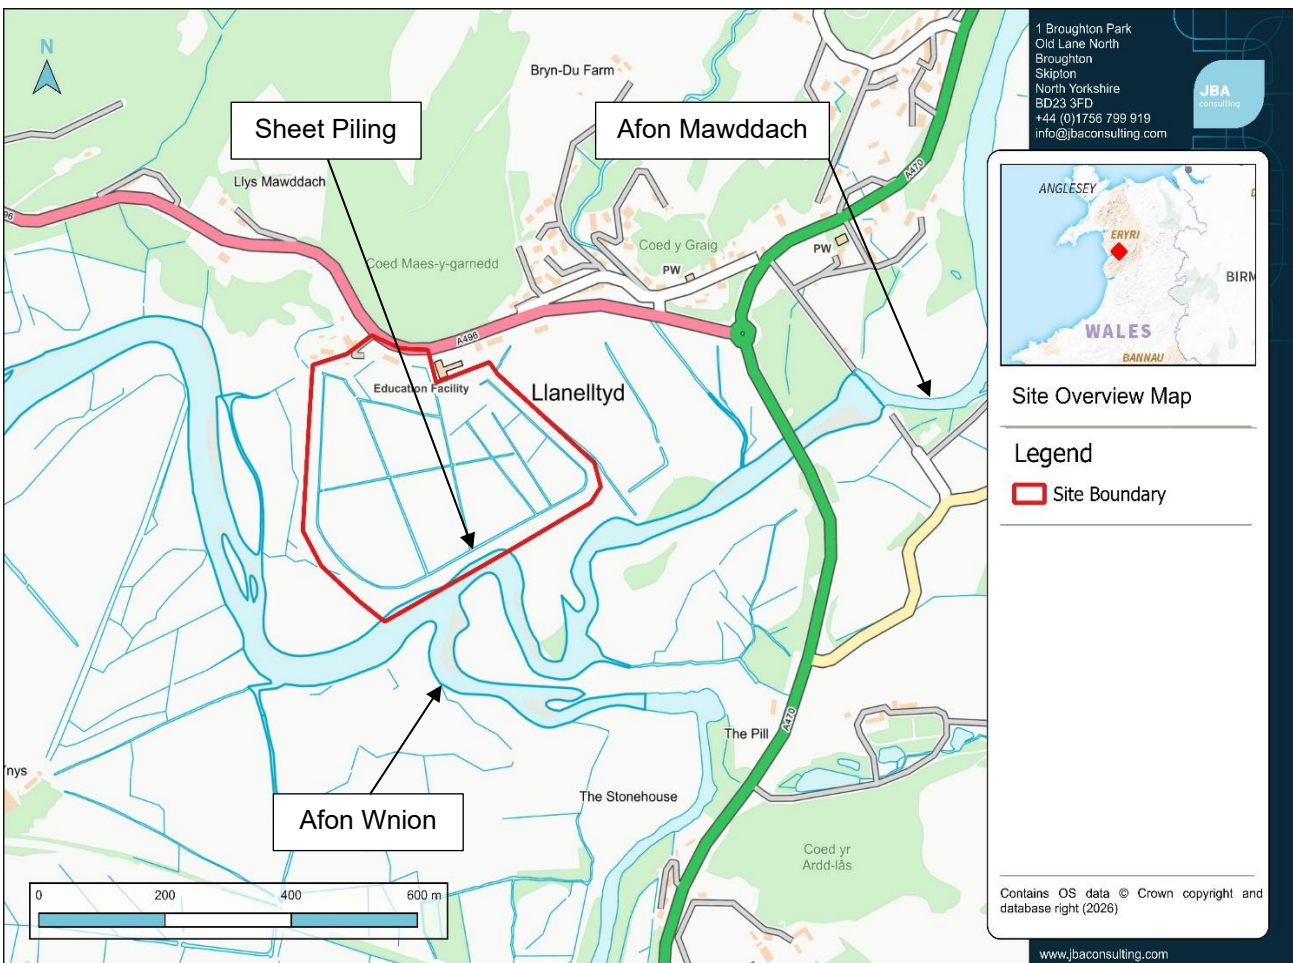 N
Bryn-Du Farm
Sheet Piling
Afon Mawddach
Llys Mawddach
A470
Coed y Graig
PW
PW
Coed Maes-y-garnedd
A496
Education Facility
Llanelltyd
The Pill
A470
The Stonehouse
Afon Wnion
Coed yr
Ardd-lâs
ynys
96
0 200 400 600 m
1 Broughton Park
Old Lane North
Broughton
Skipton
North Yorkshire
BD23 3FD
+44 (0)1756 799 919
info@jbaconsulting.com
JBA
consulting
ANGLESEY
ERYRI
BIRM
WALES
BANNAU
Site Overview Map
Legend
Site Boundary
Contains OS data © Crown copyright and
database right (2026)
www.jbaconsulting.com